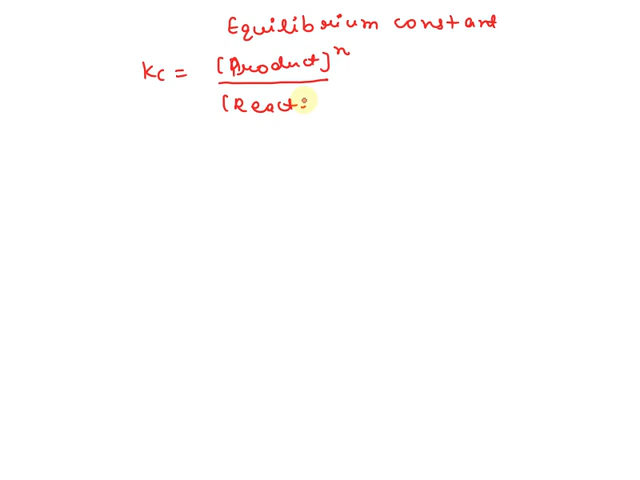 Equilibrium constant
Kc = [Product]^n
[React